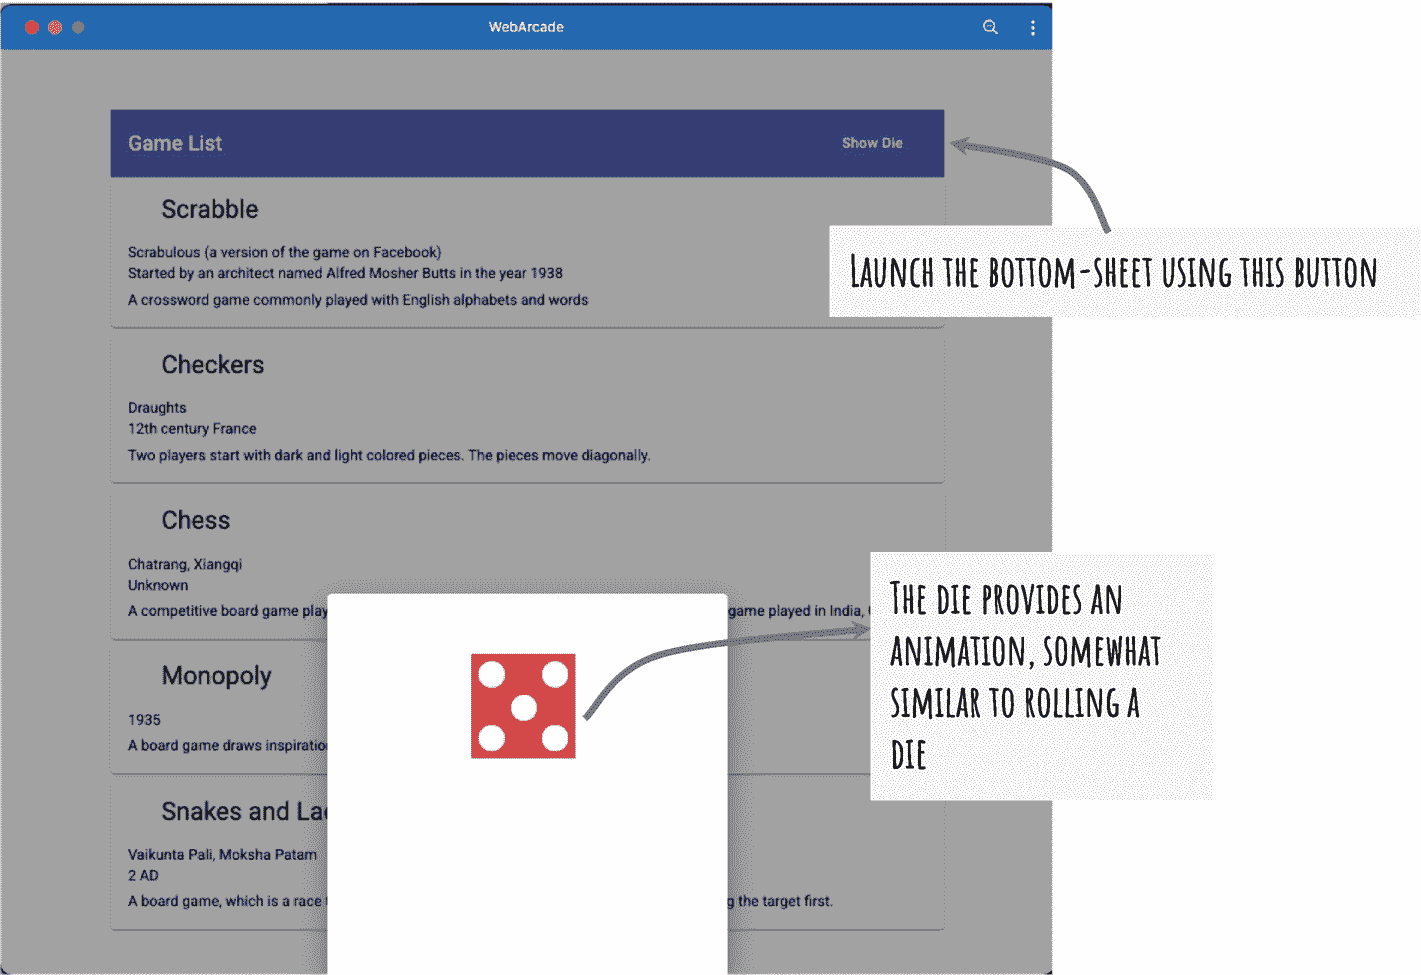 WebArcade
Game List
Show Die
Scrabble
Scrabulous (a version of the game on Facebook)
Started by an architect named Alfred Mosher Butts in the year 1938
A crossword game commonly played with English alphabets and words
LAUNCH THE BOTTOM-SHEET USING THIS BUTTON
Checkers
Draughts
12th century France
Two players start with dark and light colored pieces. The pieces move diagonally.
Chess
Chatrang, Xiangqi
Unknown
A competitive board game play game played in India,
THE DIE PROVIDES AN
ANIMATION, SOMEWHAT
SIMILAR TO ROLLING A
DIE
Monopoly
1935
A board game draws inspiratio
Snakes and La
Vaikunta Pali, Moksha Patam
2 AD
A board game, which is a race g the target first.